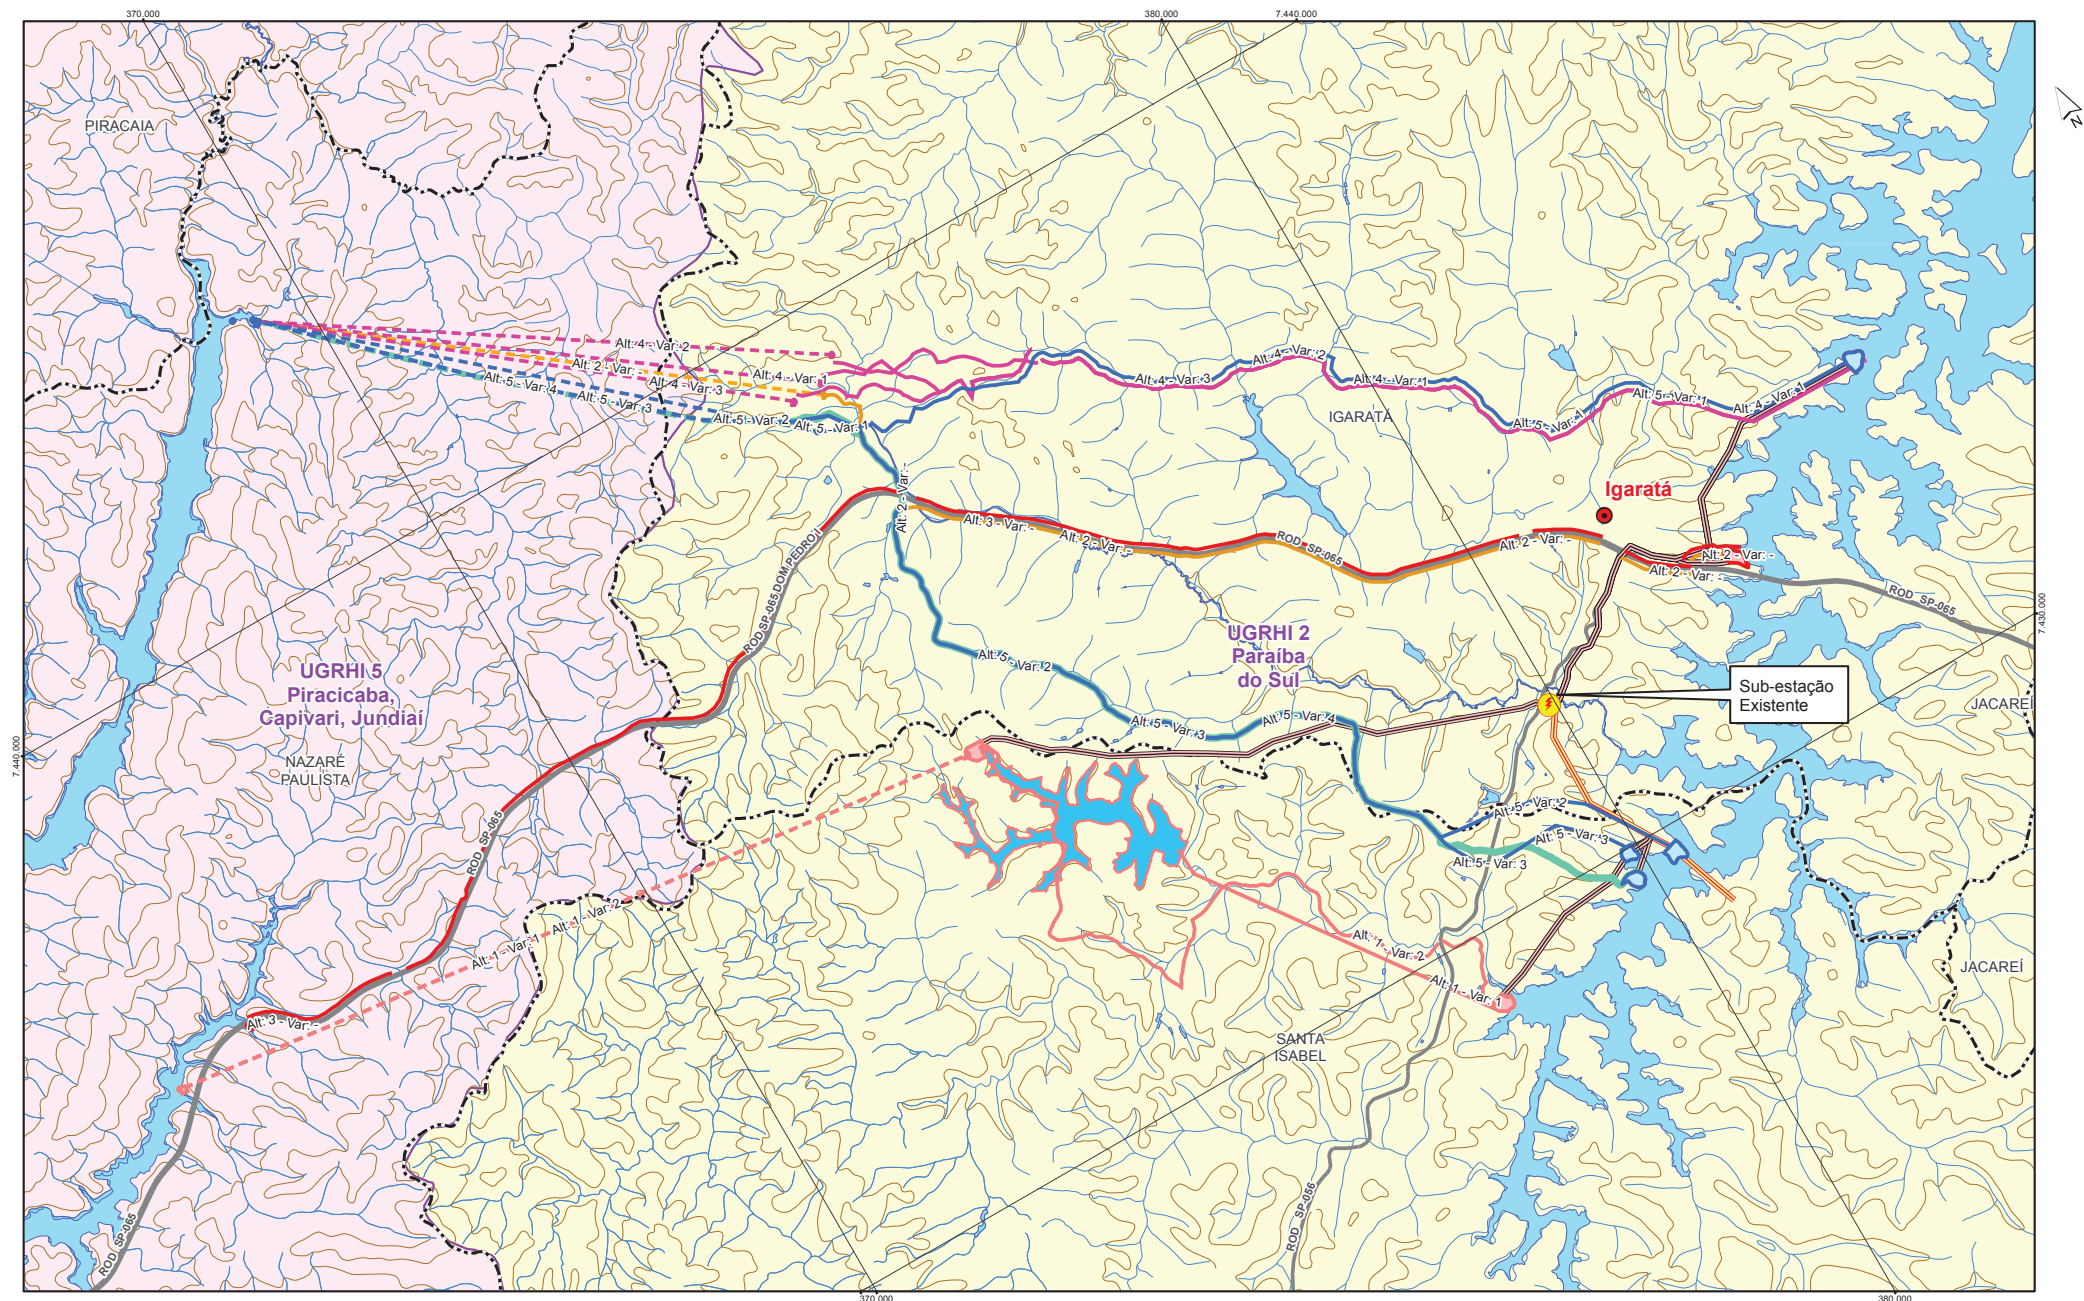 370.000
380.000
7.440.000
PIRACAIA
N
Alt: 4 - Var: 2
Alt: 2 - Var: -
Alt: 4 - Var: 1
Alt: 4 - Var: 3
Alt: 5 - Var: 4
Alt: 5 - Var: 3
Alt: 5 - Var: 2
Alt: 5 - Var: 1
Alt: 4 - Var: 3
Alt: 4 - Var: 2
Alt: 4 - Var: 1
Alt: 5 - Var: 1
Alt: 5 - Var: 1
Alt: 4 - Var: 1
IGARATÁ
Igaratá
Alt: 2 - Var: -
Alt: 3 - Var: -
Alt: 2 - Var: -
ROD SP-065
Alt: 2 - Var: -
Alt: 2 - Var: -
Alt: 2 - Var: -
ROD SP-065
7.430.000
ROD SP-065 DOM PEDRO I
UGRHI 2
Paraíba
do Sul
Alt: 5 - Var: 2
UGRHI 5
Piracicaba,
Capivari, Jundiaí
Sub-estação
Existente
JACAREÍ
Alt: 5 - Var: 3
Alt: 5 - Var: 4
7.440.000
NAZARÉ
PAULISTA
Alt: 5 - Var: 2
Alt: 5 - Var: 3
Alt: 5 - Var: 3
ROD SP-065
Alt: 1 - Var: 1
Alt: 1 - Var: 2
Alt: 1 - Var: 2
Alt: 1 - Var: 1
JACAREÍ
Alt: 3 - Var: -
SANTA
ISABEL
ROD SP-065
ROD SP-056
370.000
380.000